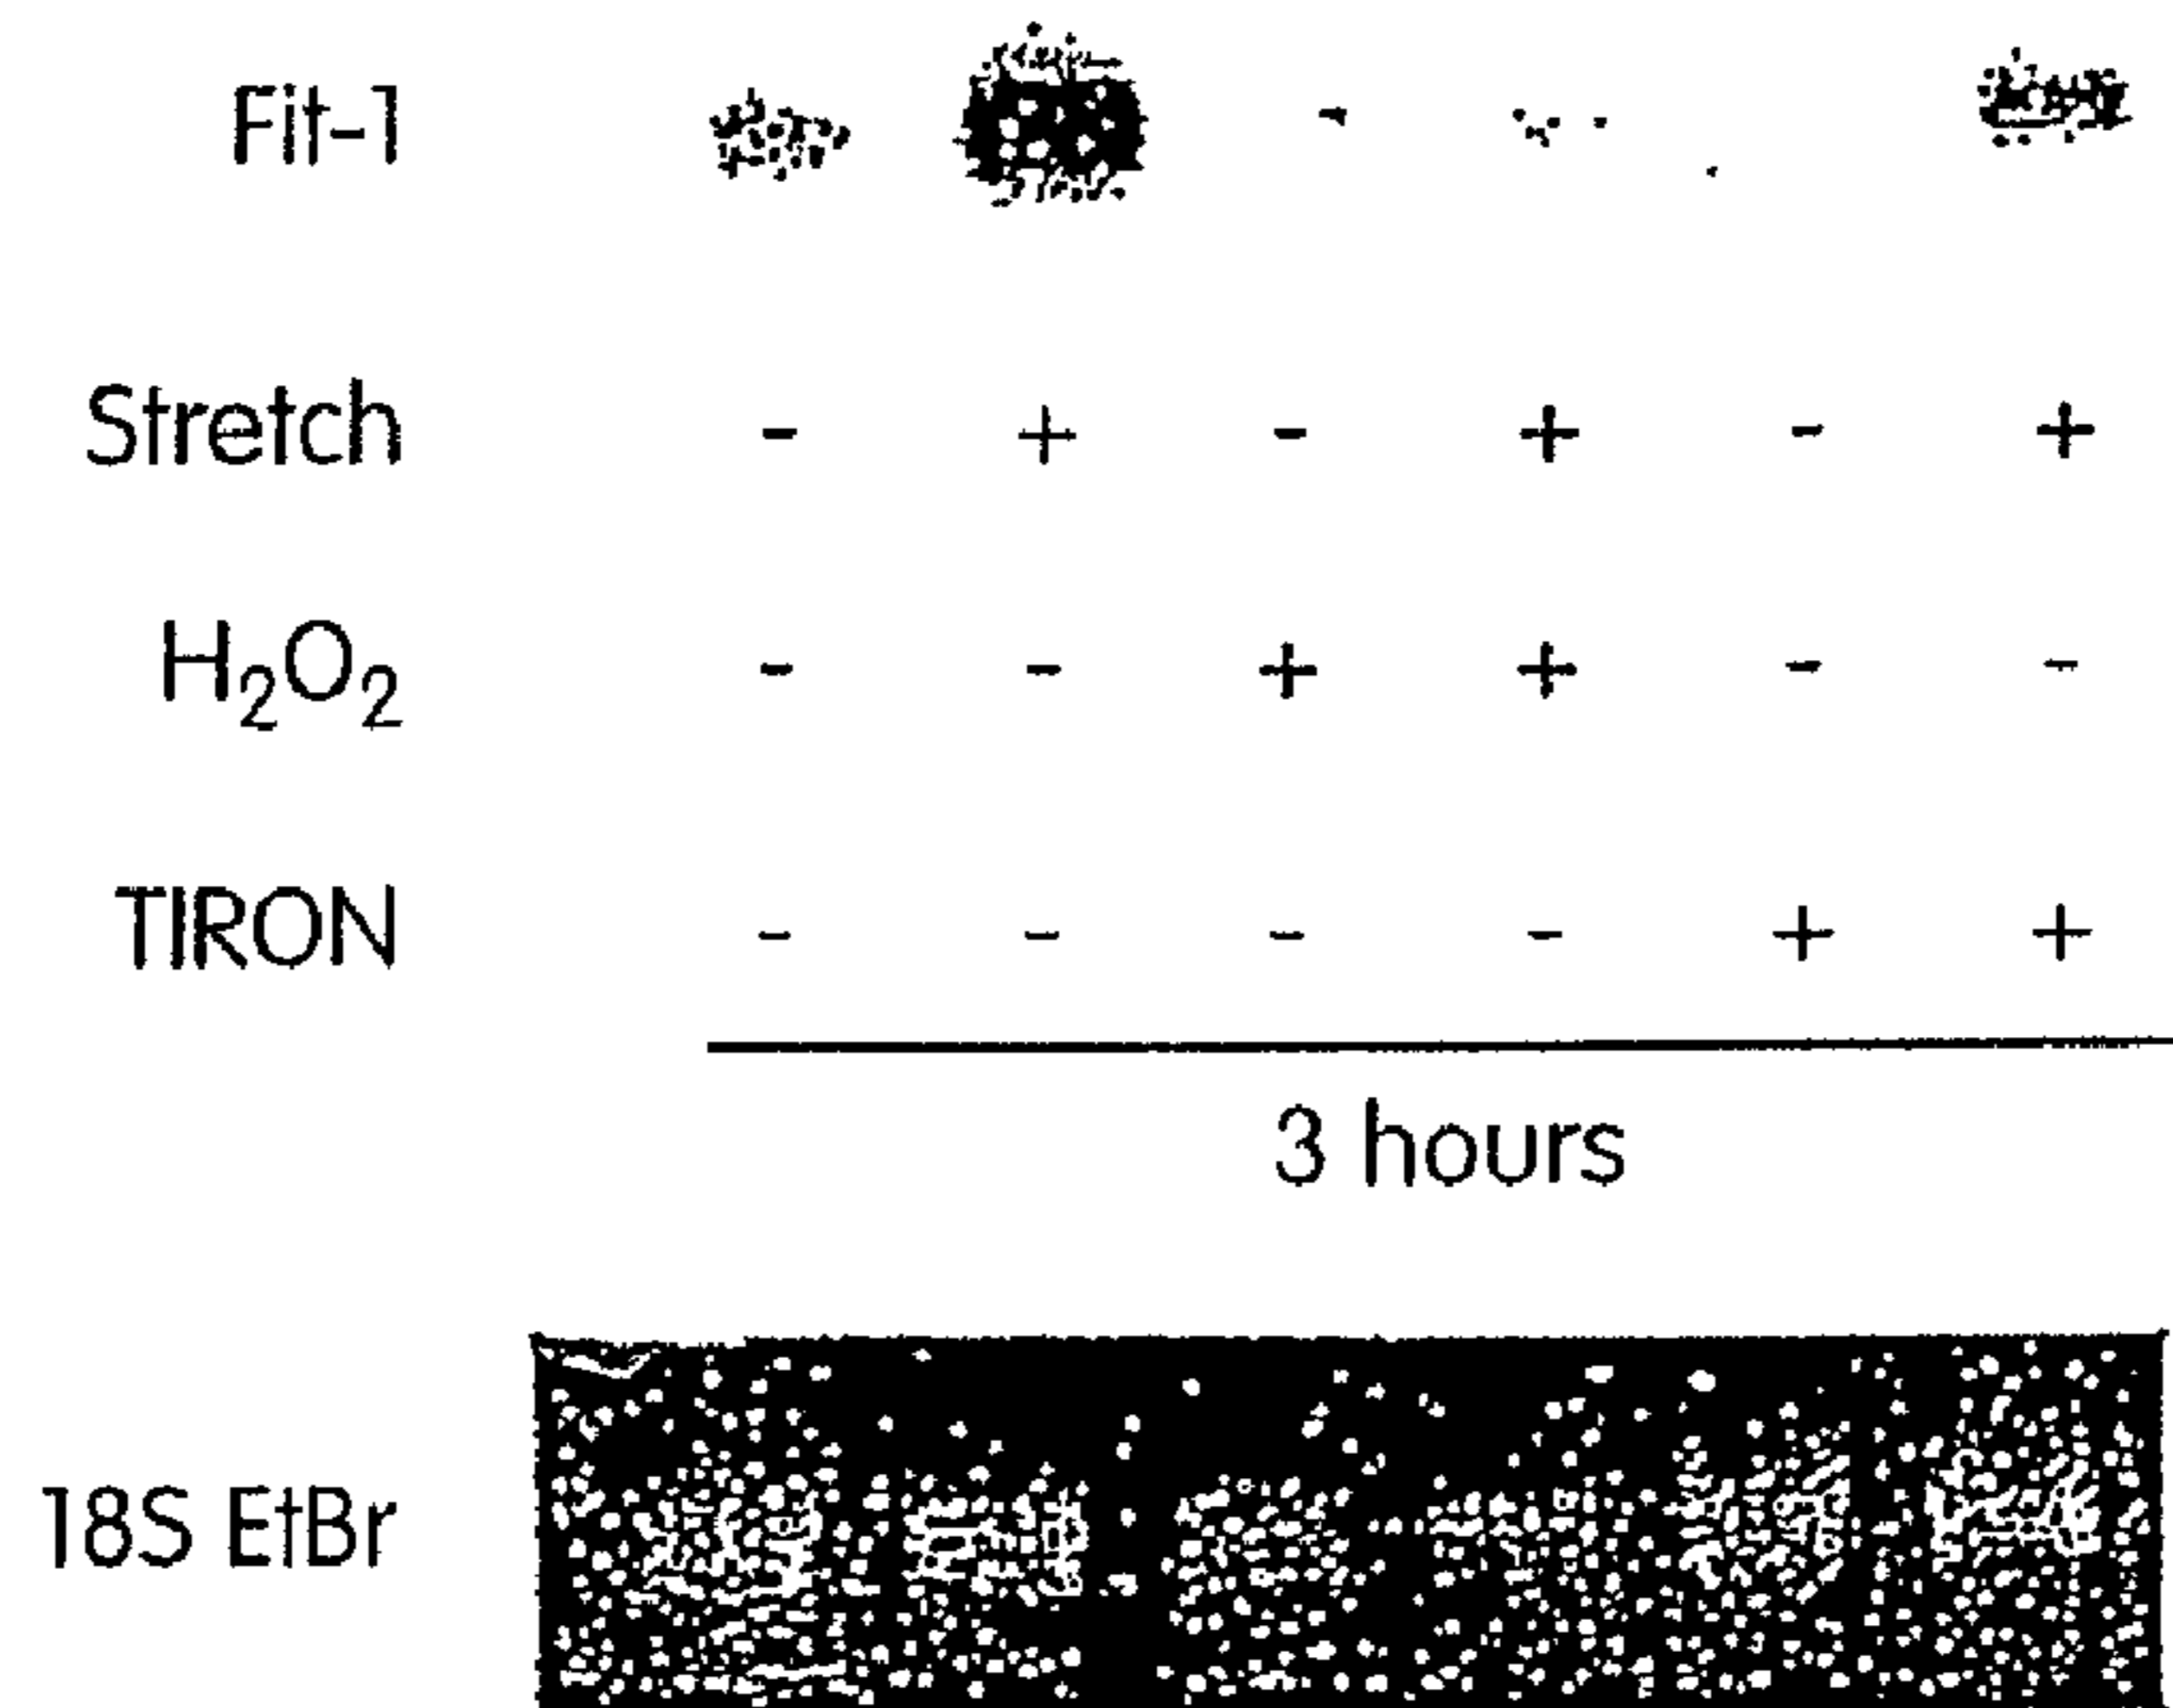 Fit-1
Stretch - + - + - +
H₂O₂ - - + + - -
TIRON - - - - + +
3 hours
18S EtBr